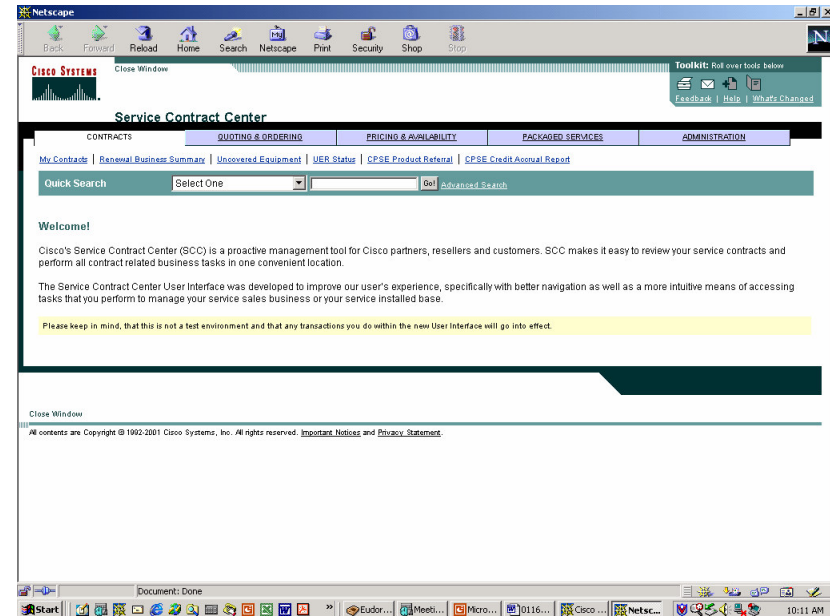 Netscape
Back Forward Reload Home Search Netscape Print Security Shop Stop
CISCO SYSTEMS
Close Window
Toolkit: Roll over tools below
Feedback | Help | What's Changed
Service Contract Center
CONTRACTS QUOTING & ORDERING PRICING & AVAILABILITY PACKAGED SERVICES ADMINISTRATION
My Contracts | Renewal Business Summary | Uncovered Equipment | UER Status | CPSE Product Referral | CPSE Credit Accrual Report
Quick Search Select One Go! Advanced Search
Welcome!
Cisco's Service Contract Center (SCC) is a proactive management tool for Cisco partners, resellers and customers. SCC makes it easy to review your service contracts and
perform all contract related business tasks in one convenient location.
The Service Contract Center User Interface was developed to improve our user's experience, specifically with better navigation as well as a more intuitive means of accessing
tasks that you perform to manage your service sales business or your service installed base.
Please keep in mind, that this is not a test environment and that any transactions you do within the new User Interface will go into effect.
Close Window
All contents are Copyright © 1992-2001 Cisco Systems, Inc. All rights reserved. Important Notices and Privacy Statement.
Document: Done
Start » Eudor... Meeti... Micro... 0116... Cisco ... Netsc... 10:11 AM